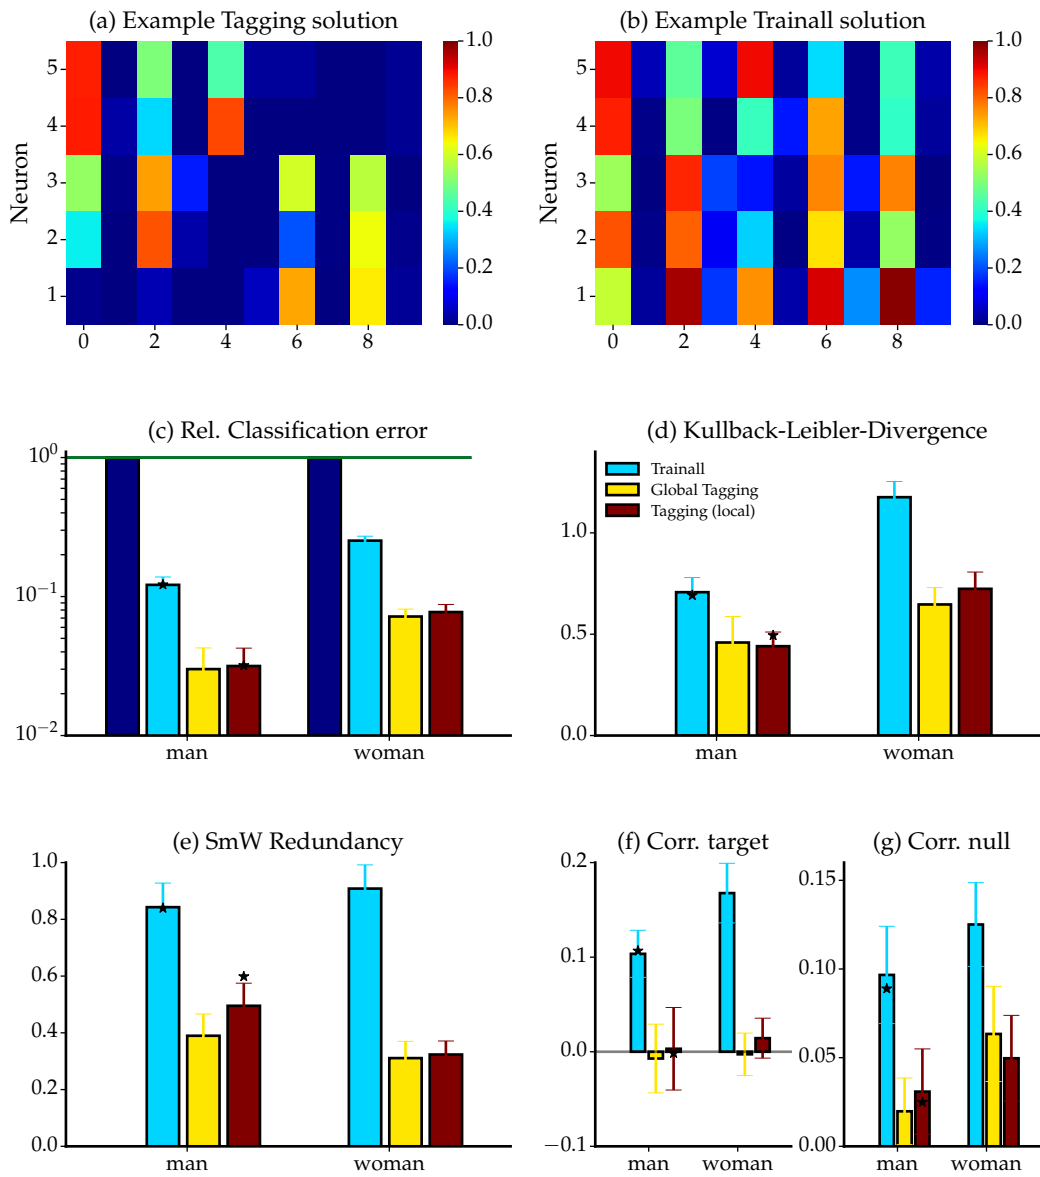 (a) Example Tagging solution
(b) Example Trainall solution
Neuron
5
4
3
2
1
0 2 4 6 8
1.0
0.8
0.6
0.4
0.2
0.0
Neuron
5
4
3
2
1
0 2 4 6 8
1.0
0.8
0.6
0.4
0.2
0.0
(c) Rel. Classification error
10⁰
10⁻¹
10⁻²
man woman
(d) Kullback-Leibler-Divergence
Trainall
Global Tagging
Tagging (local)
1.0
0.5
0.0
man woman
(e) SmW Redundancy
1.0
0.8
0.6
0.4
0.2
0.0
man woman
(f) Corr. target
0.2
0.1
0.0
−0.1
man woman
(g) Corr. null
0.15
0.10
0.05
0.00
man woman